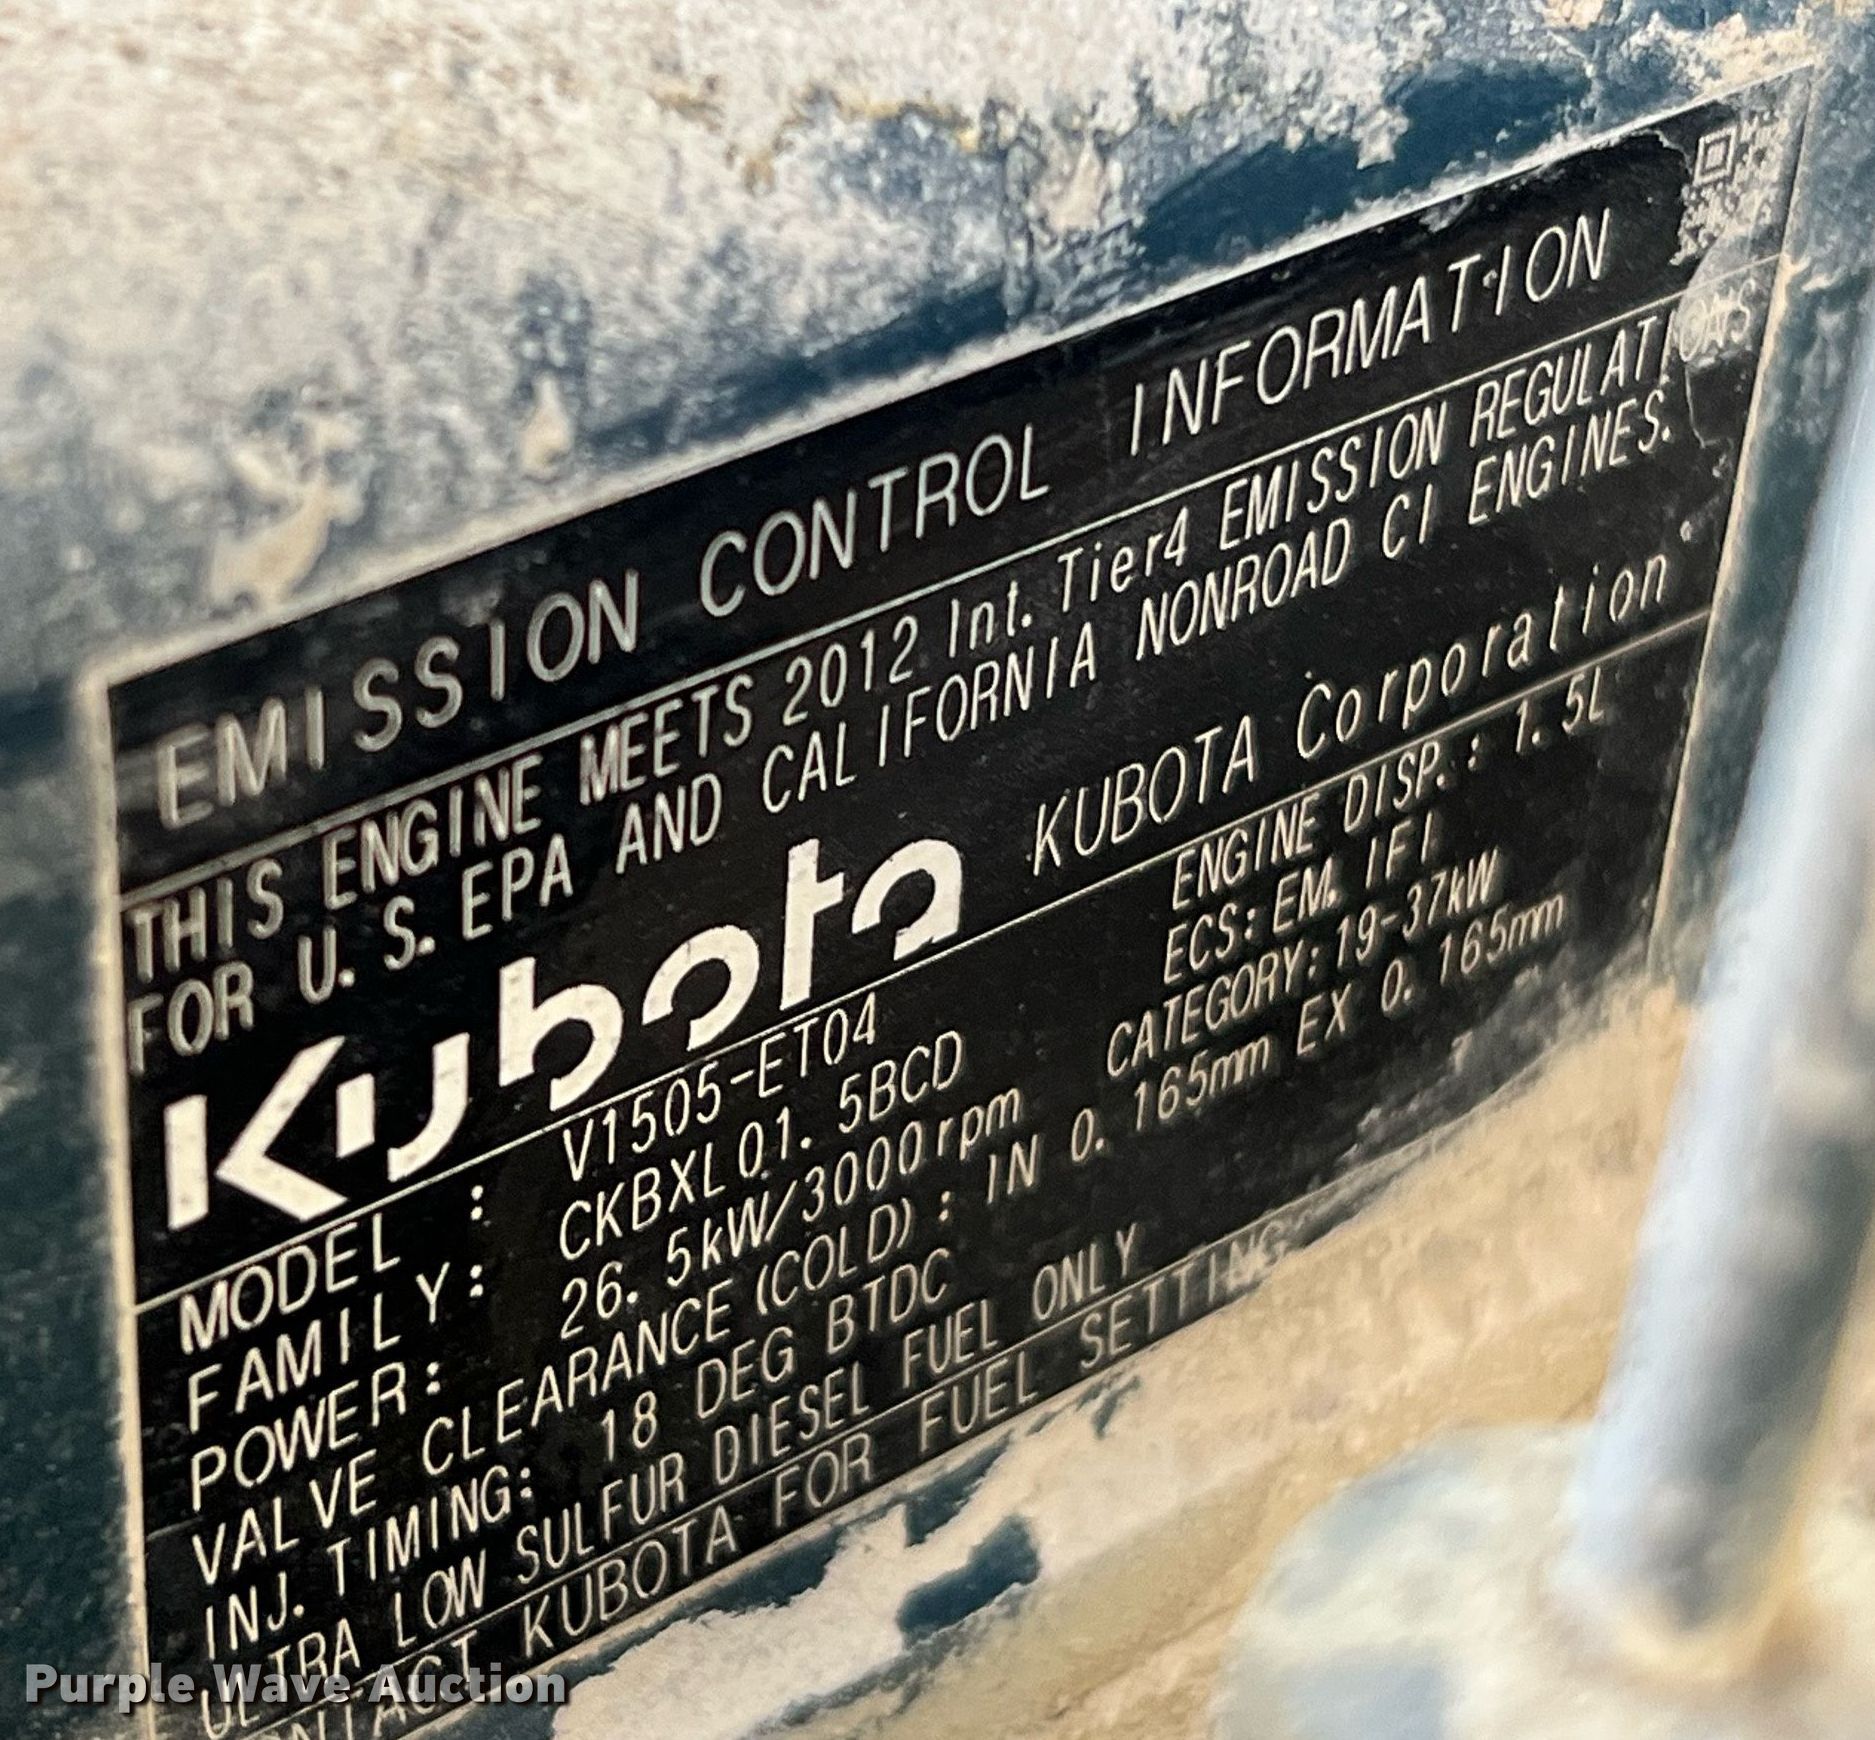 EMISSION CONTROL INFORMATION
THIS ENGINE MEETS 2012 Int. Tier4 EMISSION REGULATIONS
FOR U. S. EPA AND CALIFORNIA NONROAD CI ENGINES.
Kubota KUBOTA Corporation
MODEL : V1505-ET04 ENGINE DISP. : 1. 5L
FAMILY: CKBXL01. 5BCD ECS: EM, IFI
POWER: 26. 5kW/3000rpm CATEGORY: 19-37kW
VALVE CLEARANCE (COLD) : IN 0. 165mm EX 0. 165mm
INJ. TIMING: 18 DEG BTDC
ULTRA LOW SULFUR DIESEL FUEL ONLY
CONTACT KUBOTA FOR FUEL SETTING
Purple Wave Auction